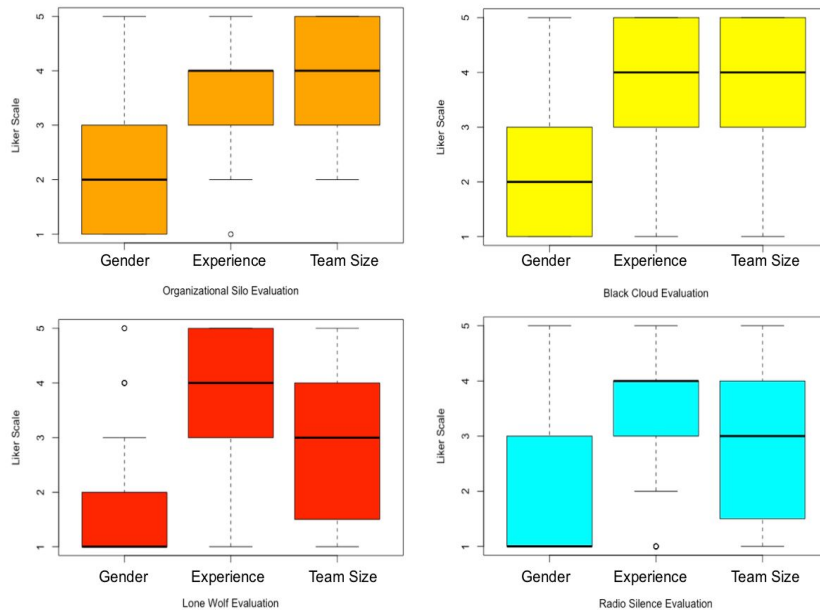 Liker Scale
5
4
3
2
1
Gender Experience Team Size
Organizational Silo Evaluation
Liker Scale
5
4
3
2
1
Gender Experience Team Size
Black Cloud Evaluation
Liker Scale
5
4
3
2
1
Gender Experience Team Size
Lone Wolf Evaluation
Liker Scale
5
4
3
2
1
Gender Experience Team Size
Radio Silence Evaluation